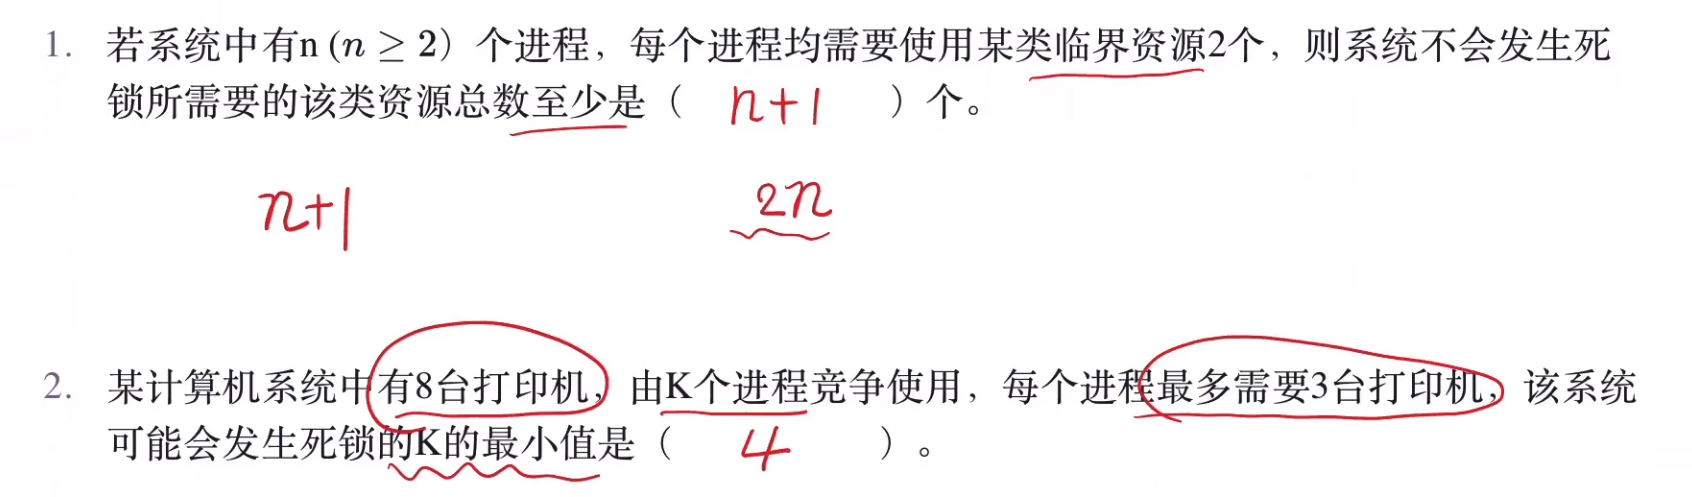 1. 若系统中有n (n ≥ 2) 个进程，每个进程均需要使用某类临界资源2个，则系统不会发生死
锁所需要的该类资源总数至少是（ n+1 ）个。
n+1 2n
2. 某计算机系统中有8台打印机，由K个进程竞争使用，每个进程最多需要3台打印机，该系统
可能会发生死锁的K的最小值是（ 4 ）。